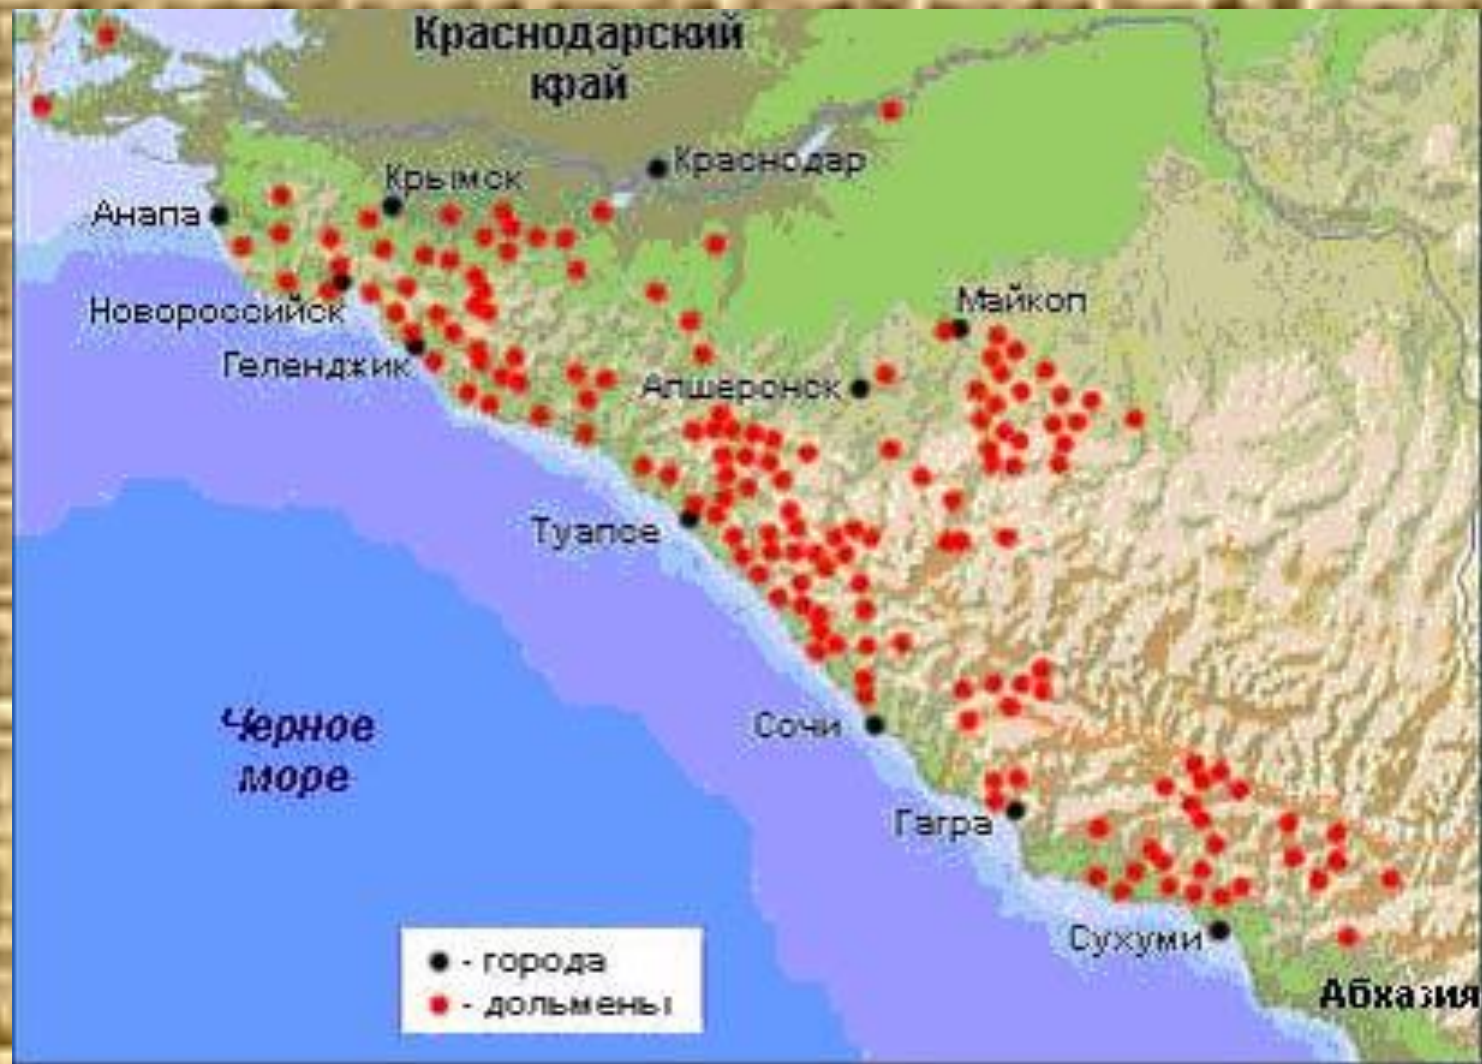 Краснодарский
край
Краснодар
Крымск
Анапа
Майкоп
Новороссийск
Геленджик
Апшеронск
Туапсе
Черное
море
Сочи
Гагра
Сухуми
- города
- дольмены
Абхазия